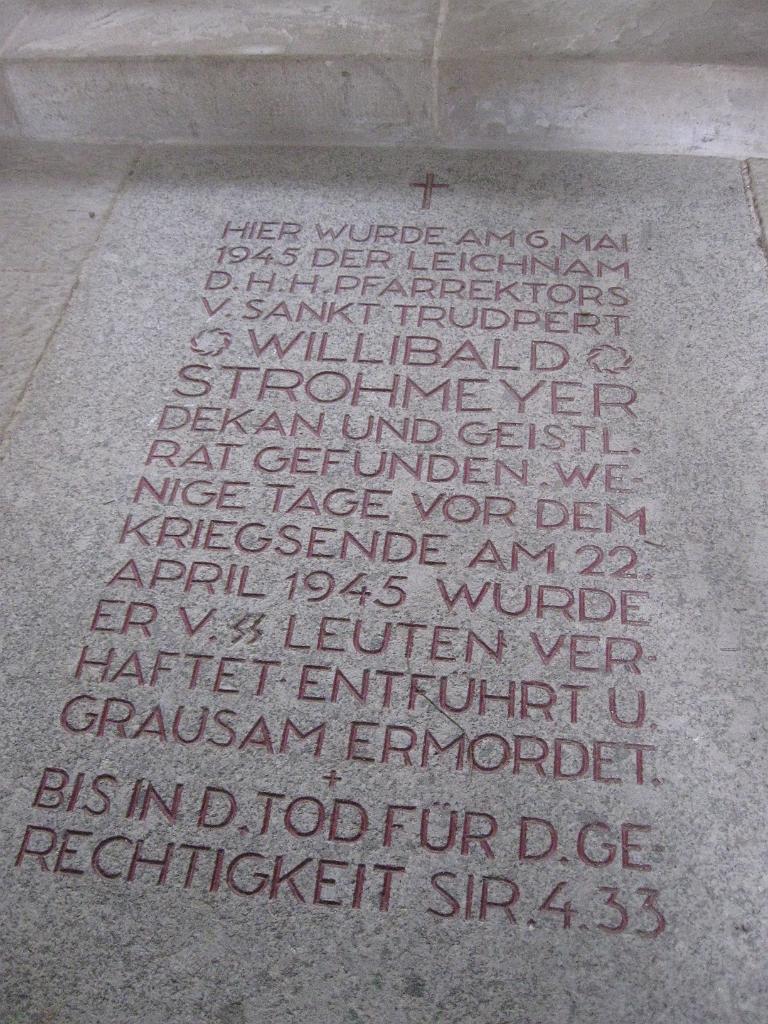 HIER WURDE AM 6. MAI
1945 DER LEICHNAM
D. H. H. PFARREKTORS
V. SANKT TRUDPERT
WILLIBALD
STROHMEYER
DEKAN UND GEISTL.
RAT GEFUNDEN. WE-
NIGE TAGE VOR DEM
KRIEGSENDE AM 22.
APRIL 1945 WURDE
ER V. SS LEUTEN VER-
HAFTET· ENTFÜHRT U.
GRAUSAM ERMORDET.
BIS IN D. TOD FÜR D. GE-
RECHTIGKEIT SIR. 4. 33